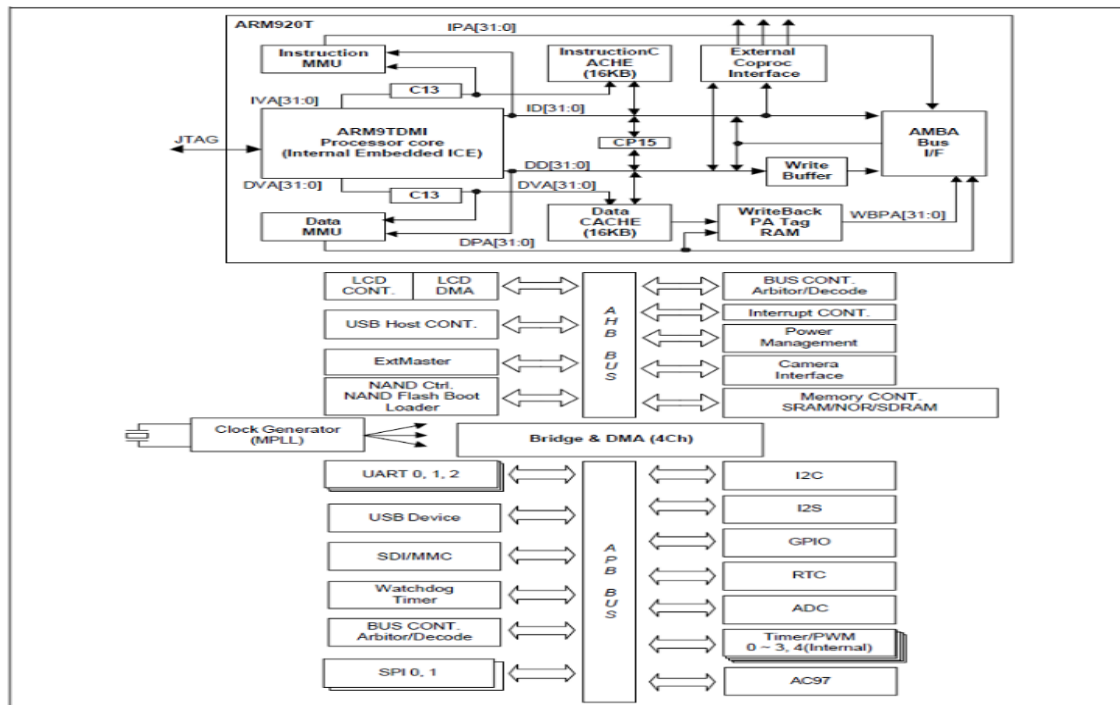 ARM920T
IPA[31:0]
Instruction
MMU
InstructionC
ACHE
(16KB)
External
Coproc
Interface
C13
IVA[31:0]
ID[31:0]
JTAG
ARM9TDMI
Processor core
(Internal Embedded ICE)
CP15
AMBA
Bus
I/F
DD[31:0]
Write
Buffer
DVA[31:0]
C13
DVA[31:0]
Data
MMU
Data
CACHE
(16KB)
WriteBack
PA Tag
RAM
WBPA[31:0]
DPA[31:0]
LCD
CONT.
LCD
DMA
USB Host CONT.
ExtMaster
NAND Ctrl.
NAND Flash Boot
Loader
AHB BUS
BUS CONT.
Arbitor/Decode
Interrupt CONT.
Power
Management
Camera
Interface
Memory CONT.
SRAM/NOR/SDRAM
Clock Generator
(MPLL)
Bridge & DMA (4Ch)
UART 0, 1, 2
USB Device
SDI/MMC
Watchdog
Timer
BUS CONT.
Arbitor/Decode
SPI 0, 1
APB BUS
I2C
I2S
GPIO
RTC
ADC
Timer/PWM
0 ~ 3, 4(Internal)
AC97